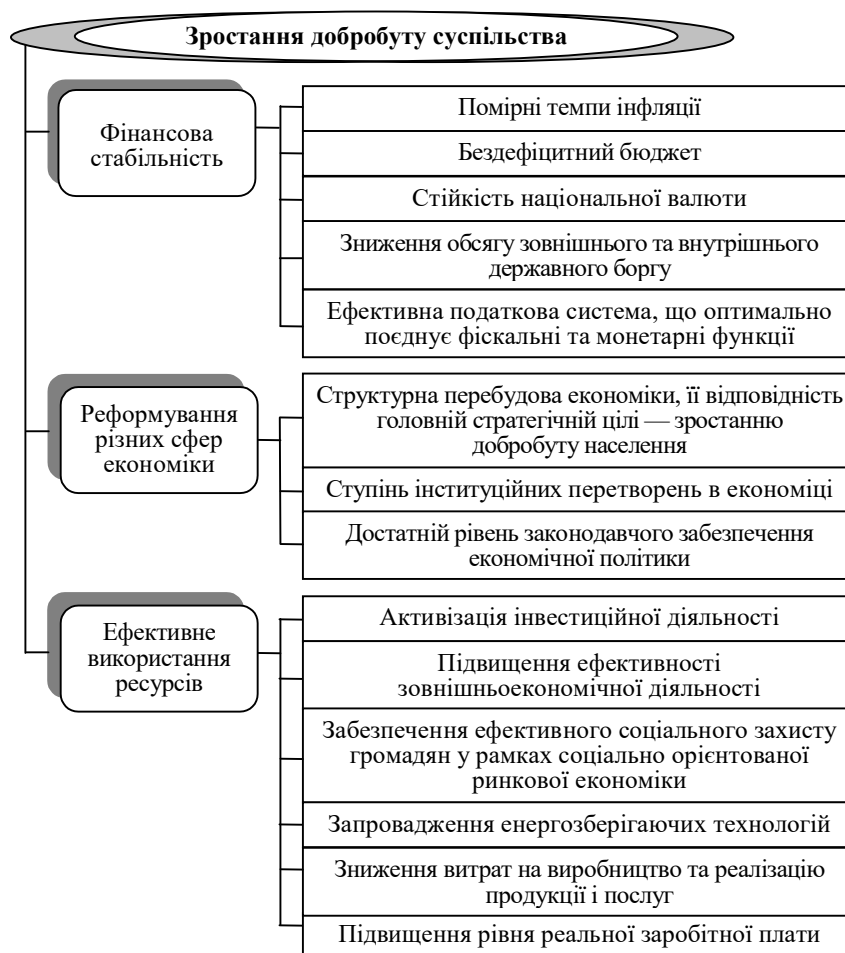 Зростання добробуту суспільства
Фінансова
стабільність
Помірні темпи інфляції
Бездефіцитний бюджет
Стійкість національної валюти
Зниження обсягу зовнішнього та внутрішнього
державного боргу
Ефективна податкова система, що оптимально
поєднує фіскальні та монетарні функції
Реформування
різних сфер
економіки
Структурна перебудова економіки, її відповідність
головній стратегічній цілі — зростанню
добробуту населення
Ступінь інституційних перетворень в економіці
Достатній рівень законодавчого забезпечення
економічної політики
Ефективне
використання
ресурсів
Активізація інвестиційної діяльності
Підвищення ефективності
зовнішньоекономічної діяльності
Забезпечення ефективного соціального захисту
громадян у рамках соціально орієнтованої
ринкової економіки
Запровадження енергозберігаючих технологій
Зниження витрат на виробництво та реалізацію
продукції і послуг
Підвищення рівня реальної заробітної плати